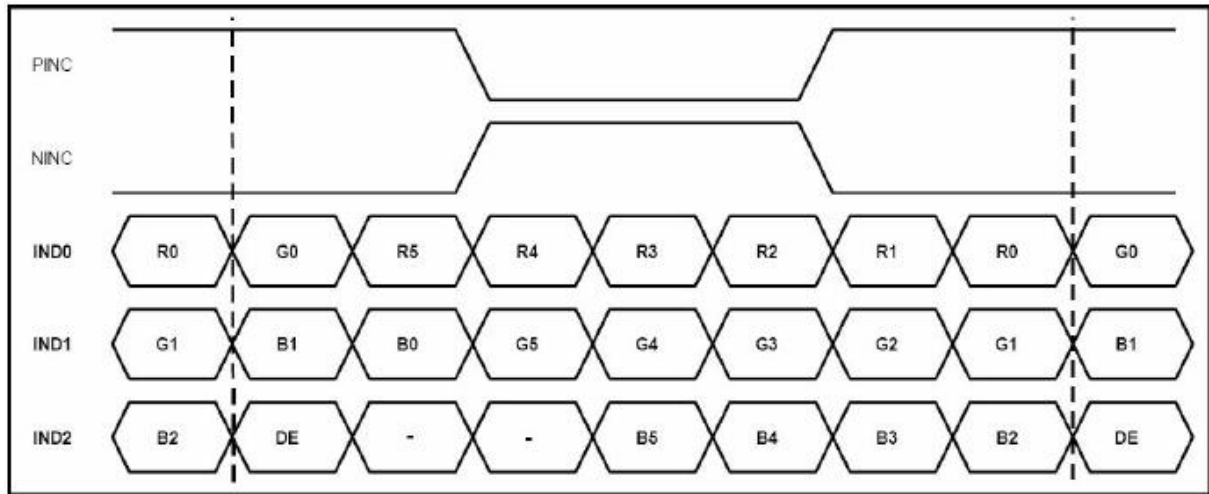 PINC
NINC
IND0 R0 G0 R5 R4 R3 R2 R1 R0 G0
IND1 G1 B1 B0 G5 G4 G3 G2 G1 B1
IND2 B2 DE - - B5 B4 B3 B2 DE